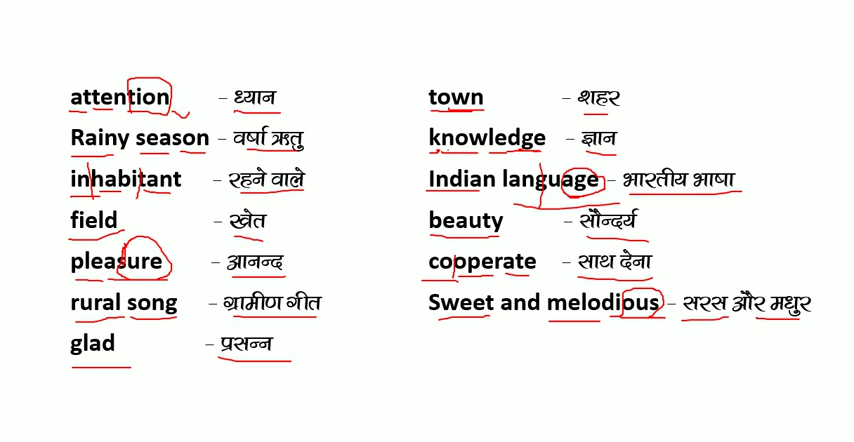 attention - ध्यान
Rainy season - वर्षा ऋतु
inhabitant - रहने वाले
field - खेत
pleasure - आनन्द
rural song - ग्रामीण गीत
glad - प्रसन्न
town - शहर
knowledge - ज्ञान
Indian language - भारतीय भाषा
beauty - सौन्दर्य
cooperate - साथ देना
Sweet and melodious - सरस और मधुर